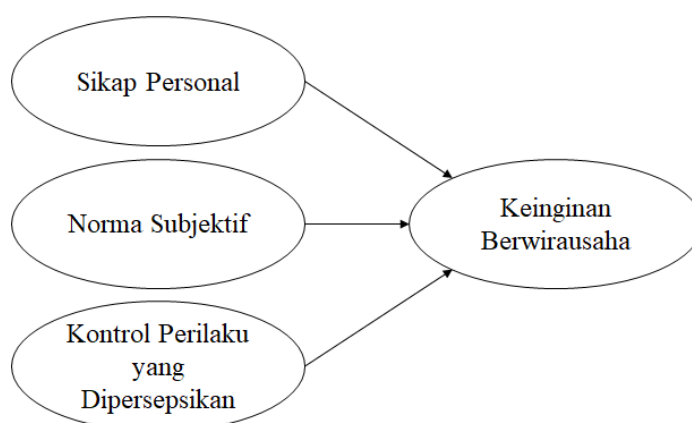 Sikap Personal
Norma Subjektif
Kontrol Perilaku
yang
Dipersepsikan
Keinginan
Berwirausaha